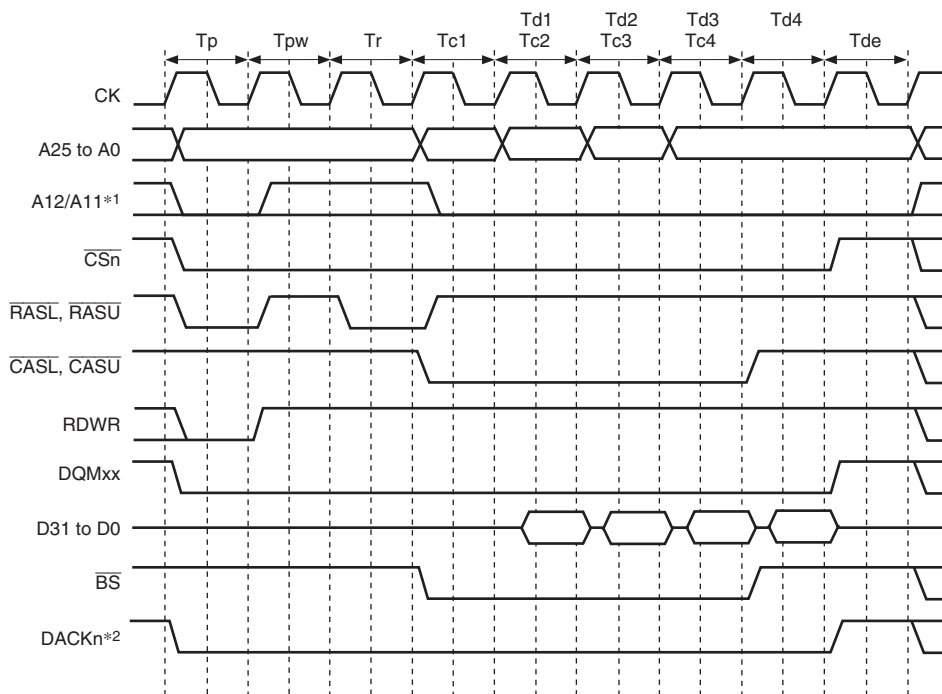 Td1 Td2 Td3 Td4
Tp Tpw Tr Tc1 Tc2 Tc3 Tc4 Tde
CK
A25 to A0
A12/A11*1
CSn
RASL, RASU
CASL, CASU
RDWR
DQMxx
D31 to D0
BS
DACKn*2